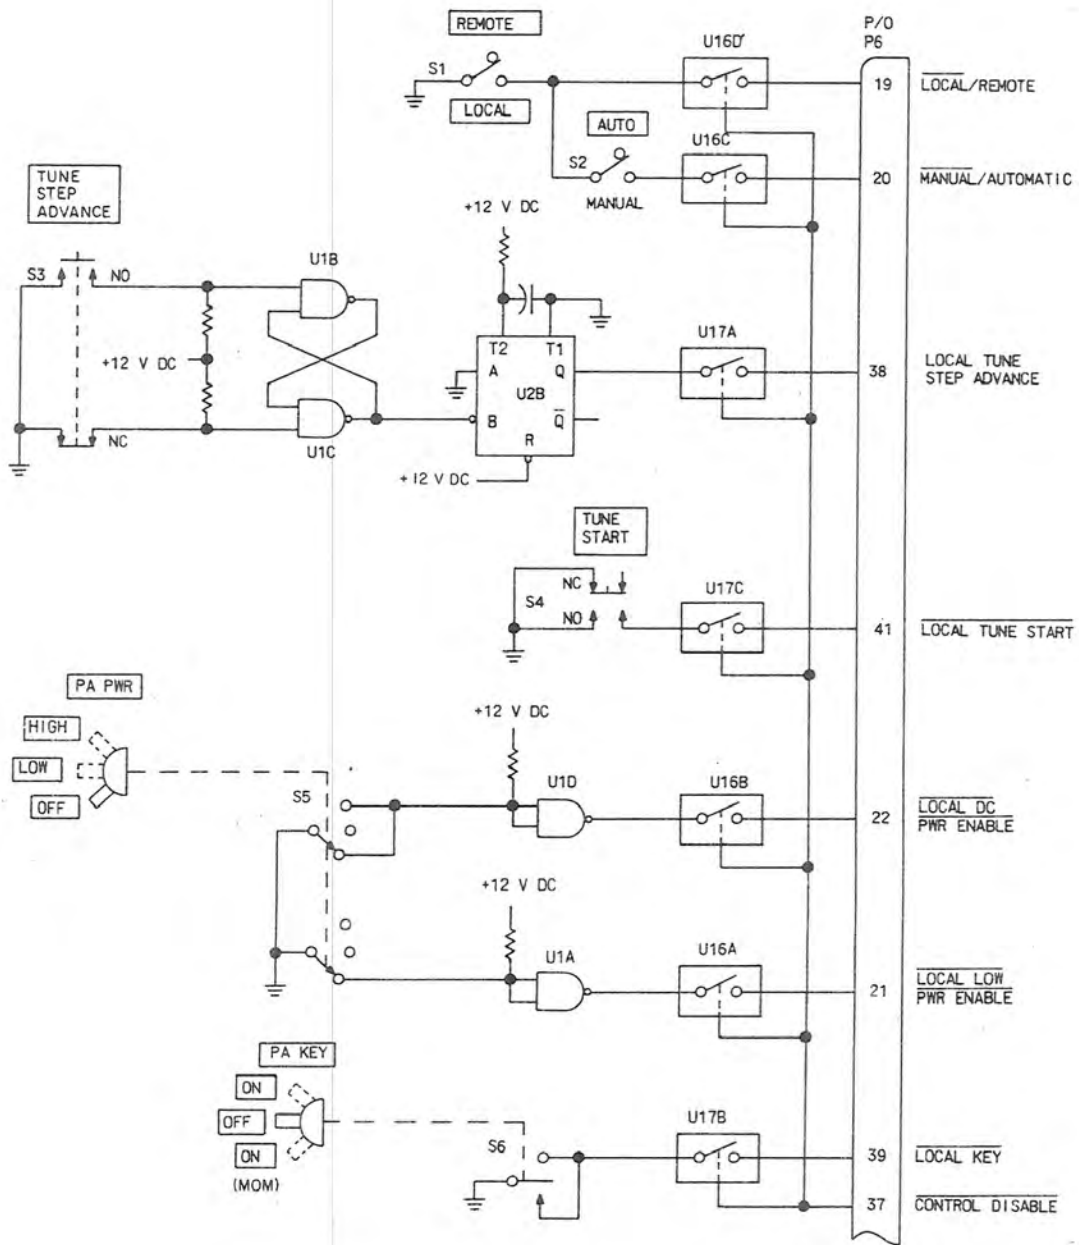 REMOTE
U16D
P/O
P6
S1
LOCAL
19
LOCAL/REMOTE
AUTO
U16C
S2
MANUAL
20
MANUAL/AUTOMATIC
TUNE
STEP
ADVANCE
+12 V DC
S3
NO
U1B
+12 V DC
NC
U1C
T2
T1
A
Q
U2B
B
Q
R
+12 V DC
U17A
38
LOCAL TUNE
STEP ADVANCE
TUNE
START
NC
S4
NO
U17C
41
LOCAL TUNE START
PA PWR
HIGH
LOW
OFF
+12 V DC
S5
U1D
U16B
22
LOCAL DC
PWR ENABLE
+12 V DC
U1A
U16A
21
LOCAL LOW
PWR ENABLE
PA KEY
ON
OFF
ON
(MOM)
S6
U17B
39
LOCAL KEY
37
CONTROL DISABLE